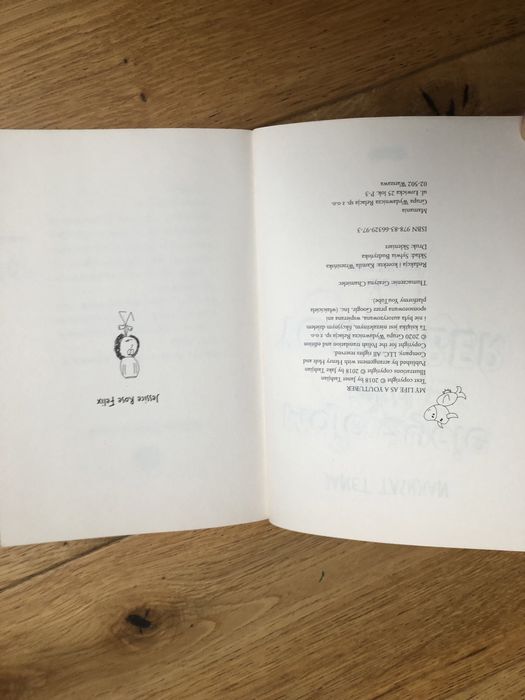 MY LIFE AS A YOUTUBER
Text copyright © 2018 by Janet Tashjian
Illustrations copyright © 2018 by Jake Tashjian
Published by arrangement with Henry Holt and
Company, LLC. All rights reserved.
Copyright for the Polish translation and edition
© 2020 Grupa Wydawnicza Relacja sp. z o.o.
Ta książka jest niezależnym, fikcyjnym dziełem
i nie była autoryzowana, wspierana ani
sponsorowana przez Google, Inc. (właściciela
platformy YouTube)
Tłumaczenie: Grażyna Chamielec
Redakcja i korekta: Kamila Wrzesińska
Skład: Sylwia Budzyńska
Druk: Skleniarz
ISBN 978-83-66329-97-3
Mamania
Grupa Wydawnicza Relacja sp. z o.o.
ul. Łowicka 25 lok. P-3
02-502 Warszawa
Jessice Rose Felix